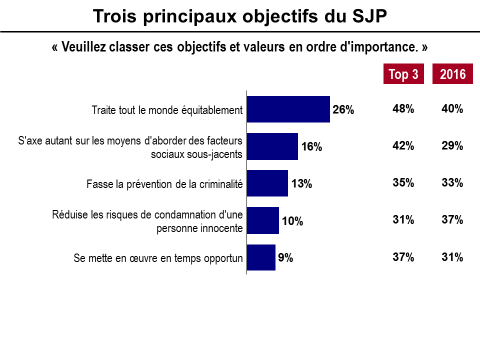 Trois principaux objectifs du SJP
« Veuillez classer ces objectifs et valeurs en ordre d'importance. »
Top 3 2016
Traite tout le monde équitablement 26% 48% 40%
S'axe autant sur les moyens d'aborder des facteurs
sociaux sous-jacents 16% 42% 29%
Fasse la prévention de la criminalité 13% 35% 33%
Réduise les risques de condamnation d'une
personne innocente 10% 31% 37%
Se mette en œuvre en temps opportun 9% 37% 31%